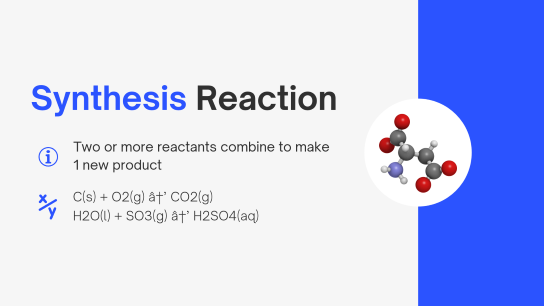 Synthesis Reaction
Two or more reactants combine to make
1 new product
C(s) + O2(g) â†’ CO2(g)
H2O(l) + SO3(g) â†’ H2SO4(aq)
x/y